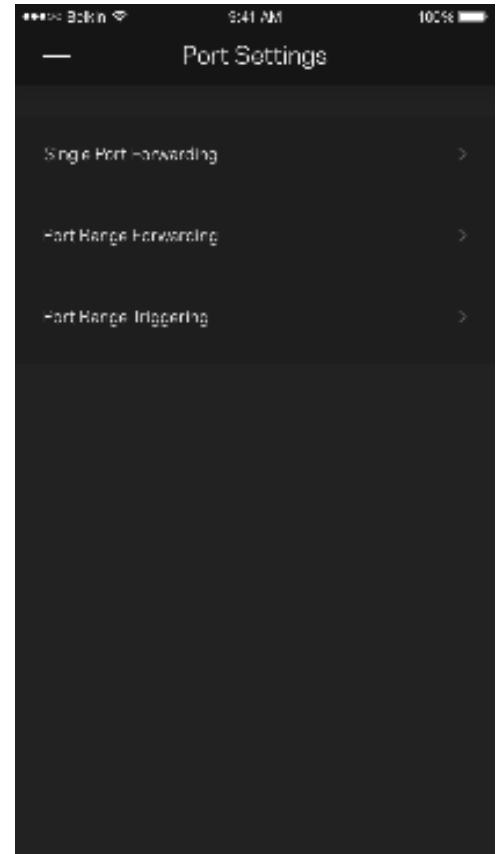 Belkin 9:41 AM 100%
Port Settings
Single Port Forwarding
Port Range Forwarding
Port Range Triggering